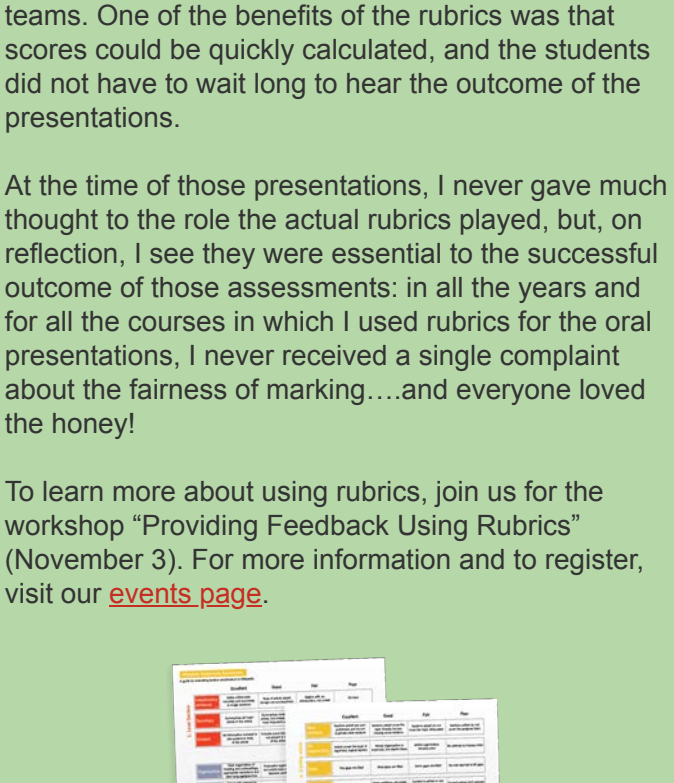 teams. One of the benefits of the rubrics was that
scores could be quickly calculated, and the students
did not have to wait long to hear the outcome of the
presentations.
At the time of those presentations, I never gave much
thought to the role the actual rubrics played, but, on
reflection, I see they were essential to the successful
outcome of those assessments: in all the years and
for all the courses in which I used rubrics for the oral
presentations, I never received a single complaint
about the fairness of marking….and everyone loved
the honey!
To learn more about using rubrics, join us for the
workshop “Providing Feedback Using Rubrics”
(November 3). For more information and to register,
visit our events page.
Excellent Good Fair Poor
Excellent Good Fair Poor